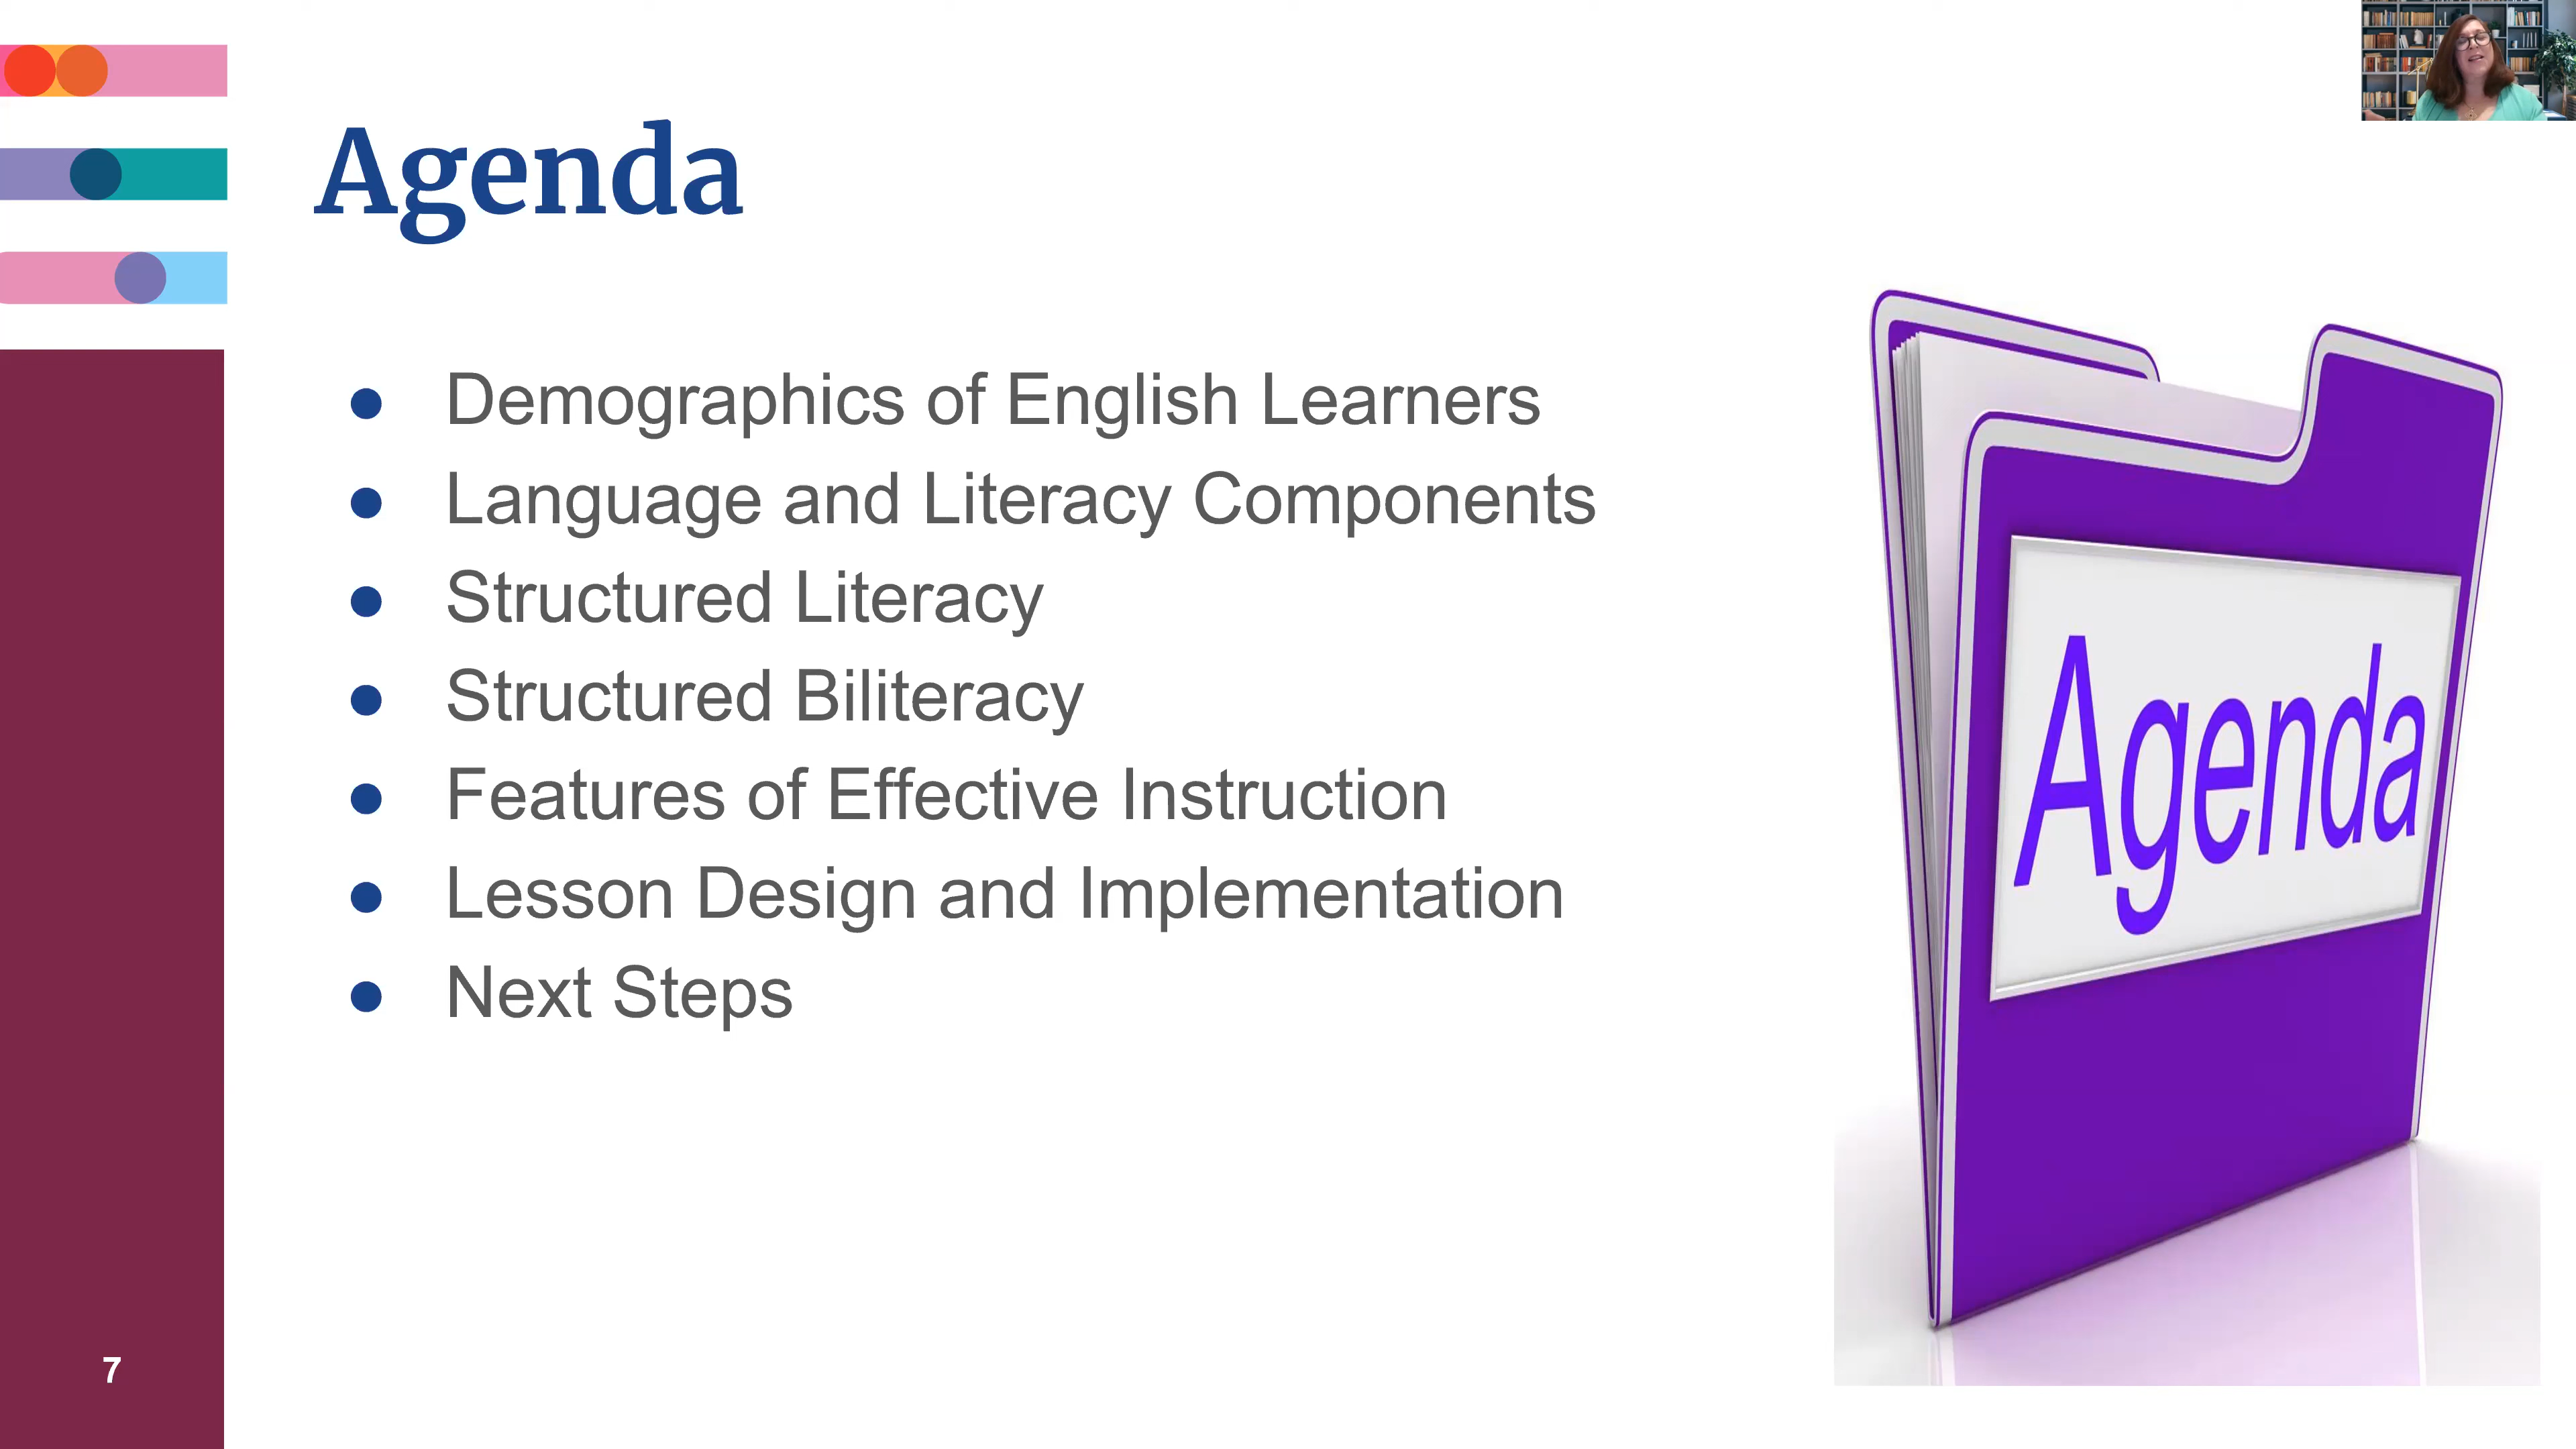 Agenda
Demographics of English Learners
Language and Literacy Components
Structured Literacy
Structured Biliteracy
Features of Effective Instruction
Lesson Design and Implementation
Next Steps
Agenda
7